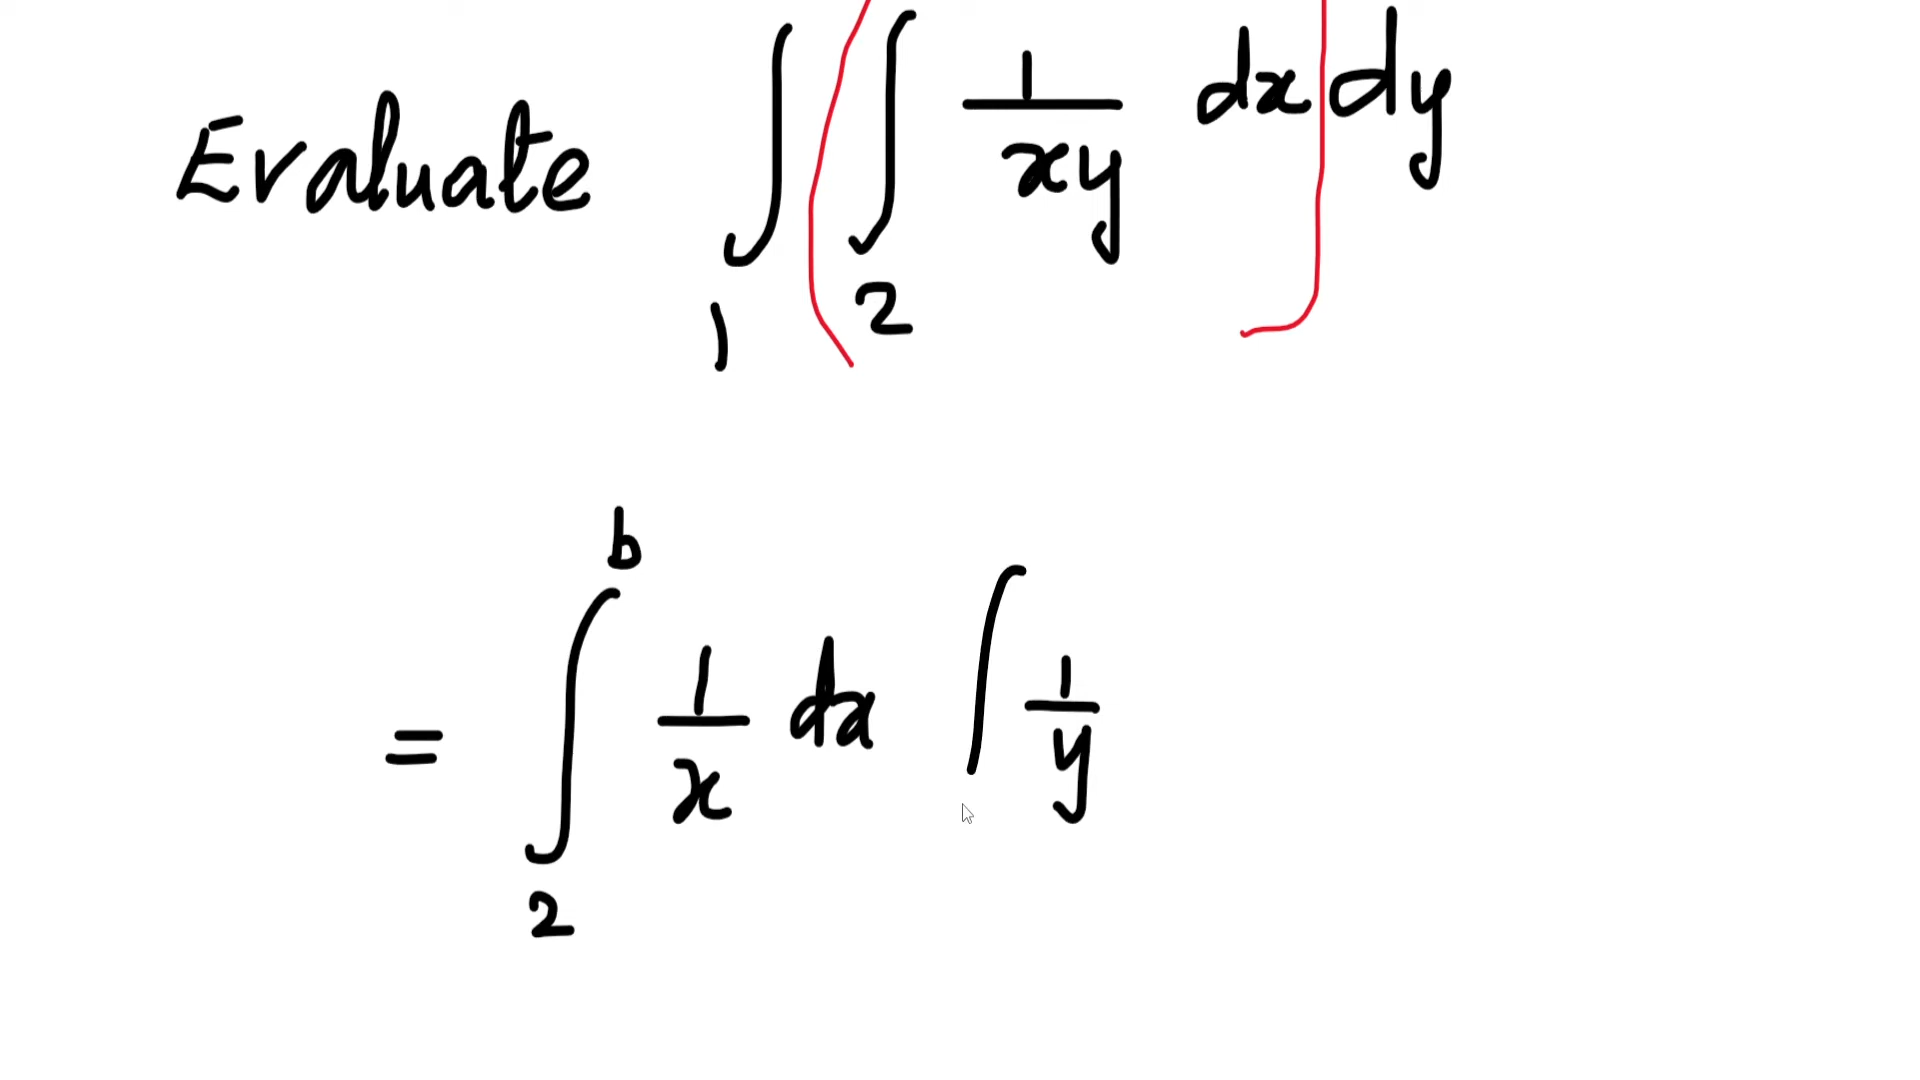 Evaluate ∫₁ ∫₂ 1/xy dx dy
= ∫₂ᵇ 1/x dx ∫ 1/y